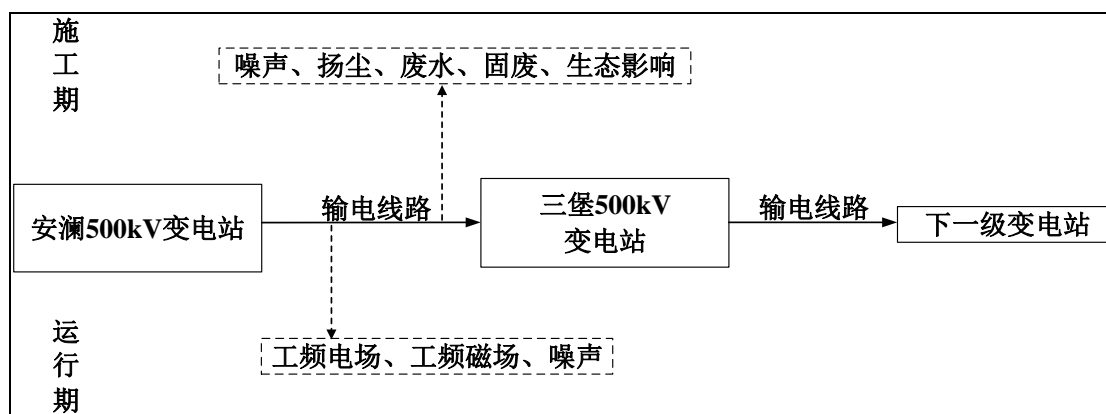 施
工
期
噪声、扬尘、废水、固废、生态影响
安澜500kV变电站
输电线路
三堡500kV
变电站
输电线路
下一级变电站
运
行
期
工频电场、工频磁场、噪声